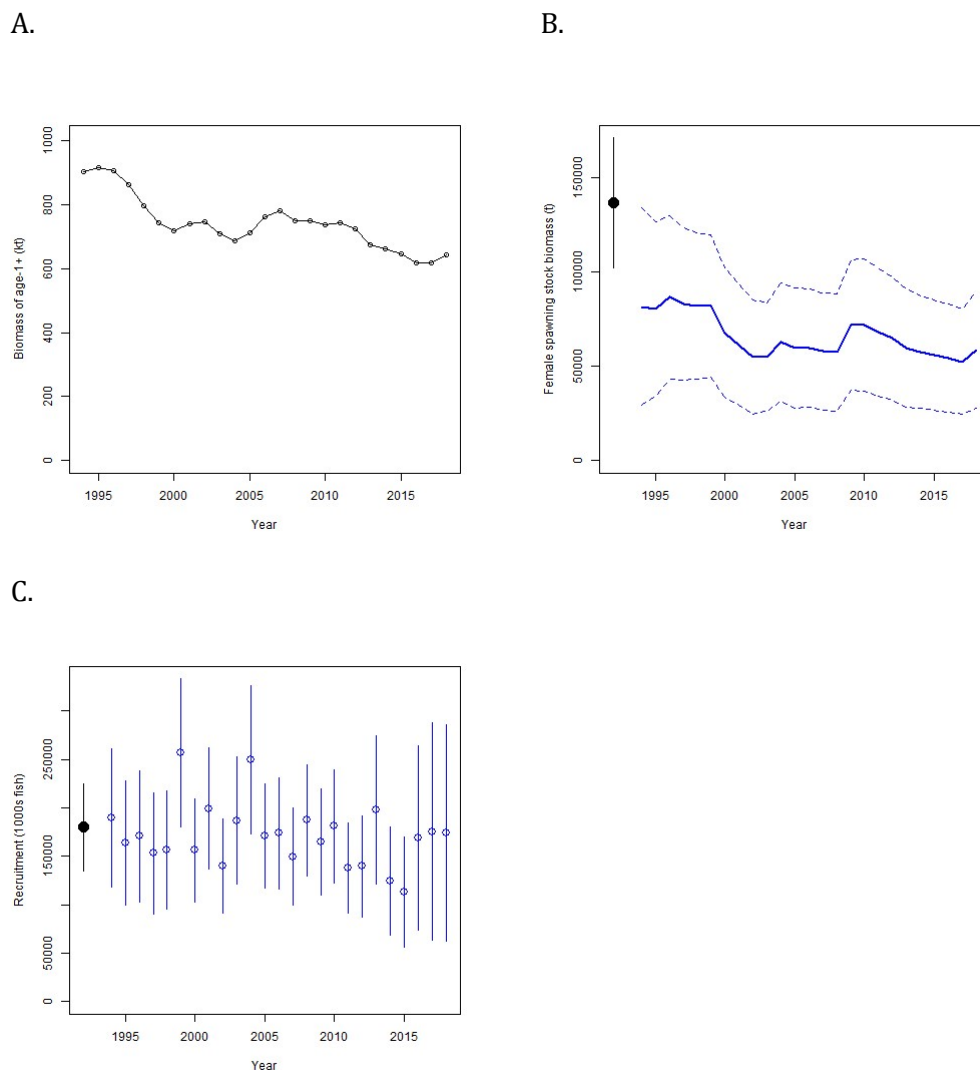 A.
B.
Biomass of age-1+ (kt)
1000
800
600
400
200
0
1995 2000 2005 2010 2015
Year
Female spawning stock biomass (t)
150000
100000
50000
0
1995 2000 2005 2010 2015
Year
C.
Recruitment (1000s fish)
250000
150000
50000
0
1995 2000 2005 2010 2015
Year